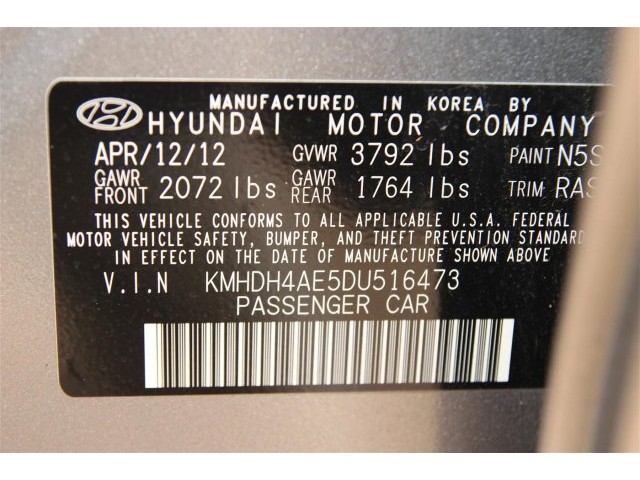 MANUFACTURED IN KOREA BY
HYUNDAI MOTOR COMPANY
APR/12/12 GVWR 3792 lbs PAINT N5S
GAWR FRONT 2072 lbs GAWR REAR 1764 lbs TRIM RAS
THIS VEHICLE CONFORMS TO ALL APPLICABLE U.S.A. FEDERAL
MOTOR VEHICLE SAFETY, BUMPER, AND THEFT PREVENTION STANDARD
IN EFFECT ON THE DATE OF MANUFACTURE SHOWN ABOVE
V.I.N KMHDH4AE5DU516473
PASSENGER CAR